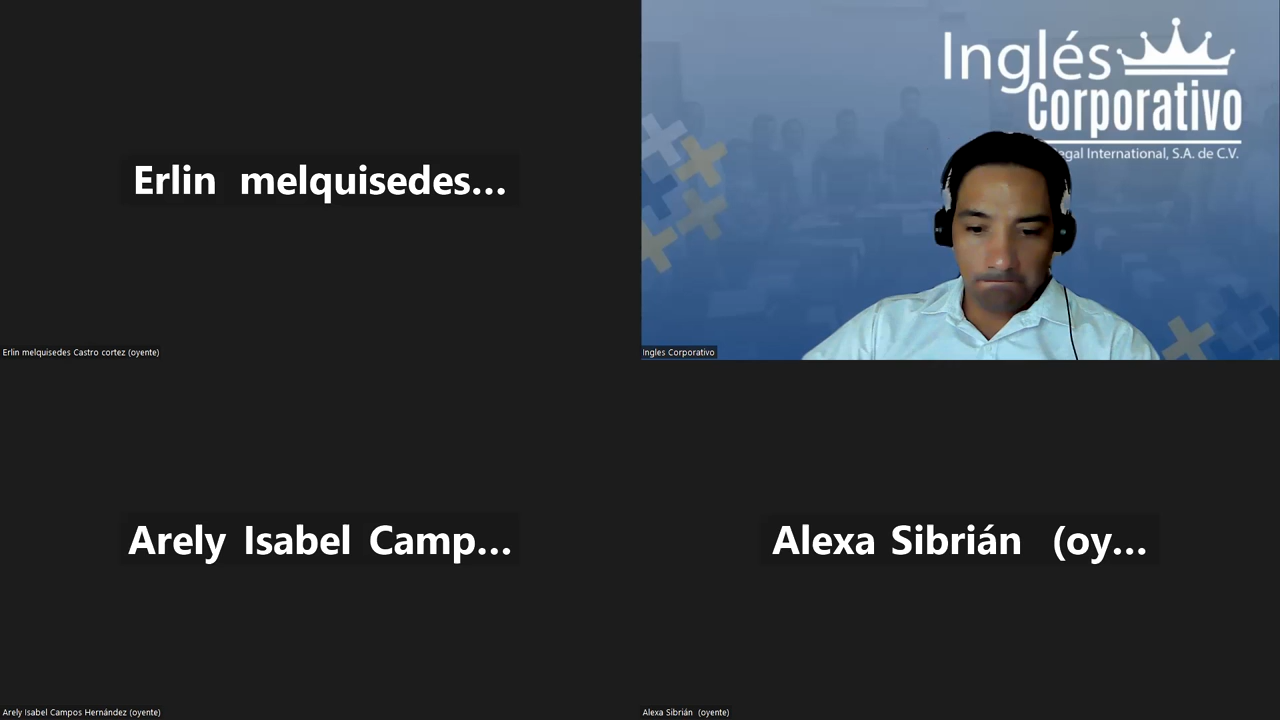 Erlin melquisedes...
Erlin melquisedes Castro cortez (oyente)
Inglés
Corporativo
egal International, S.A. de C.V.
Ingles Corporativo
Arely Isabel Camp...
Arely Isabel Campos Hernández (oyente)
Alexa Sibrián (oy...
Alexa Sibrián (oyente)